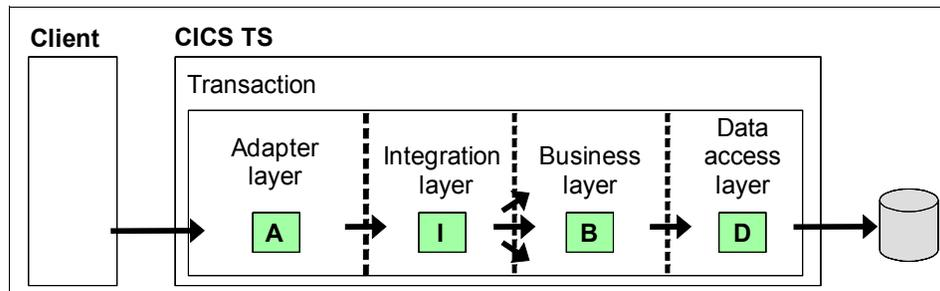 Client
CICS TS
Transaction
Adapter
layer
Integration
layer
Business
layer
Data
access
layer
A
I
B
D